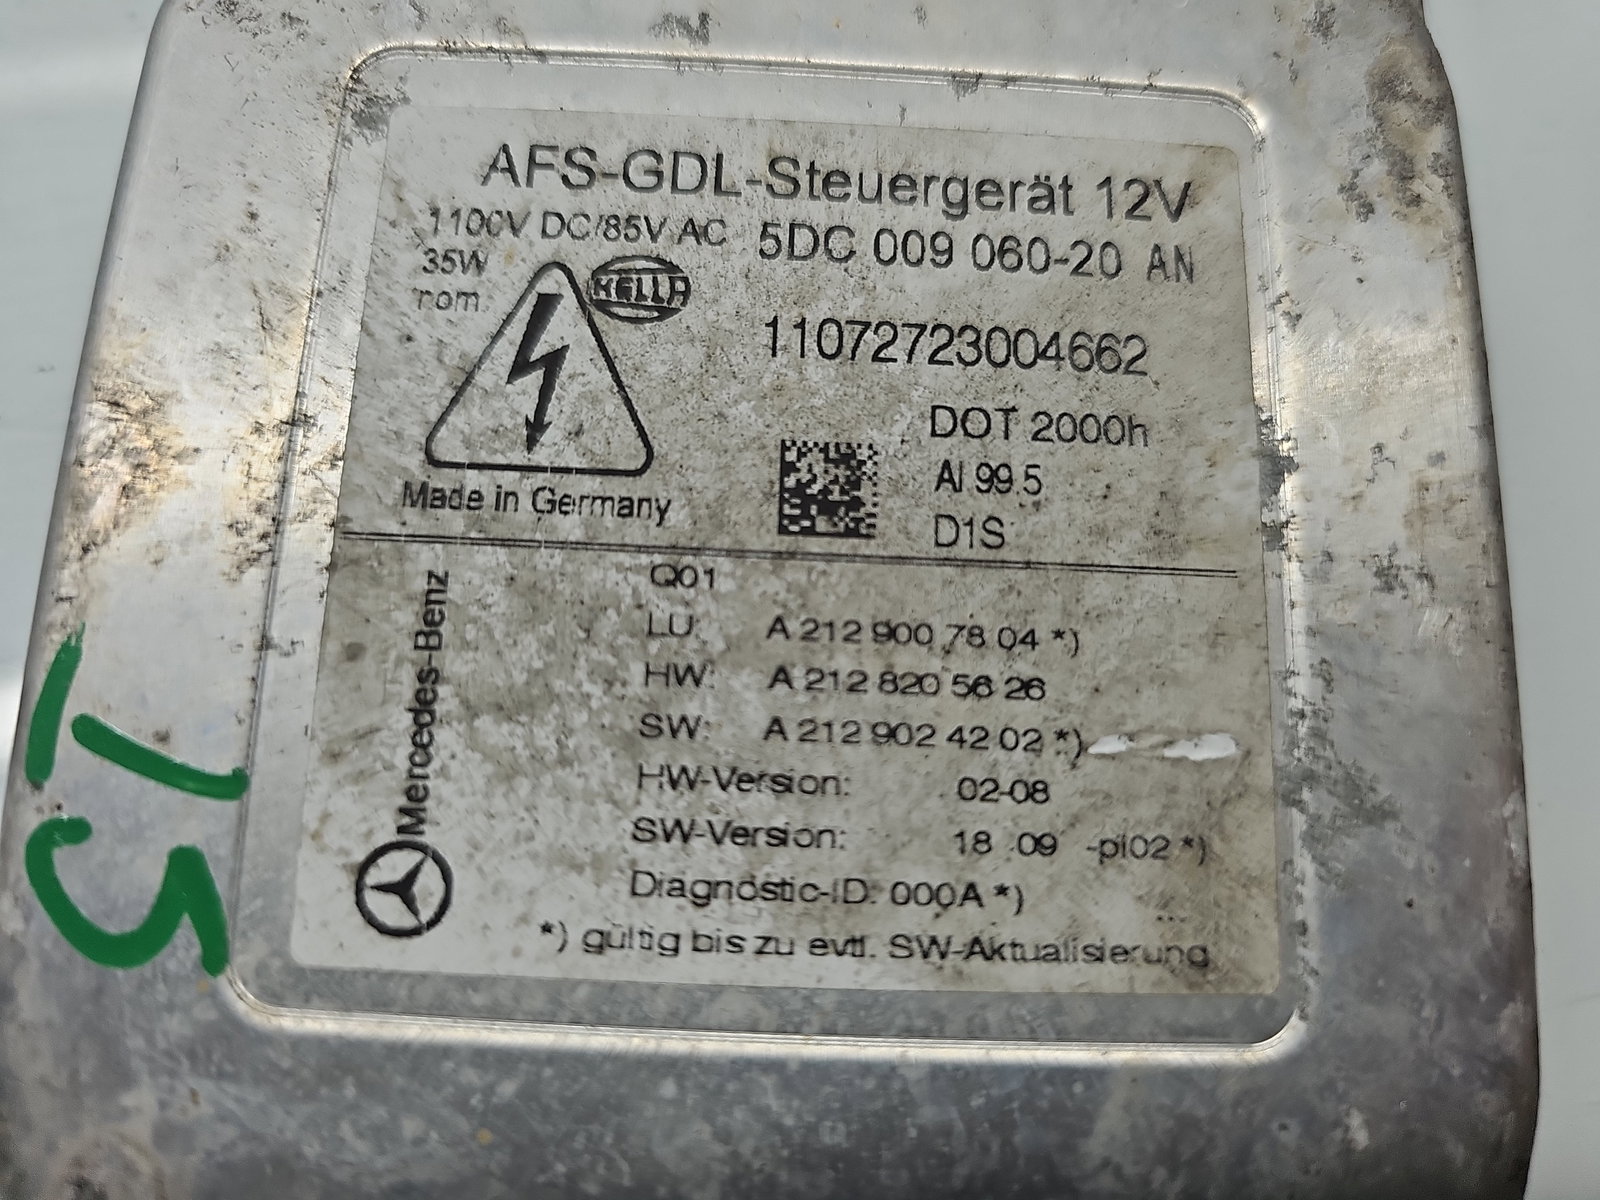 AFS-GDL-Steuergerät 12V
1100V DC/85V AC 5DC 009 060-20 AN
35W
nom.
HELLA
11072723004662
DOT 2000h
Al 99.5
D1S
Made in Germany
Mercedes-Benz
Q01
LU: A 212 900 78 04 *)
HW: A 212 820 56 26
SW: A 212 902 42 02 *)
HW-Version: 02-08
SW-Version: 18 .09 -pl02 *)
Diagnostic-ID: 000A *)
*) gültig bis zu evtl. SW-Aktualisierung